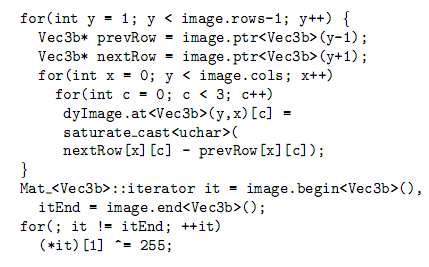 for(int y = 1; y < image.rows-1; y++) {
Vec3b* prevRow = image.ptr<Vec3b>(y-1);
Vec3b* nextRow = image.ptr<Vec3b>(y+1);
for(int x = 0; y < image.cols; x++)
for(int c = 0; c < 3; c++)
dyImage.at<Vec3b>(y,x)[c] =
saturate_cast<uchar>(
nextRow[x][c] - prevRow[x][c]);
}
Mat_<Vec3b>::iterator it = image.begin<Vec3b>(),
itEnd = image.end<Vec3b>();
for(; it != itEnd; ++it)
(*it)[1] ^= 255;